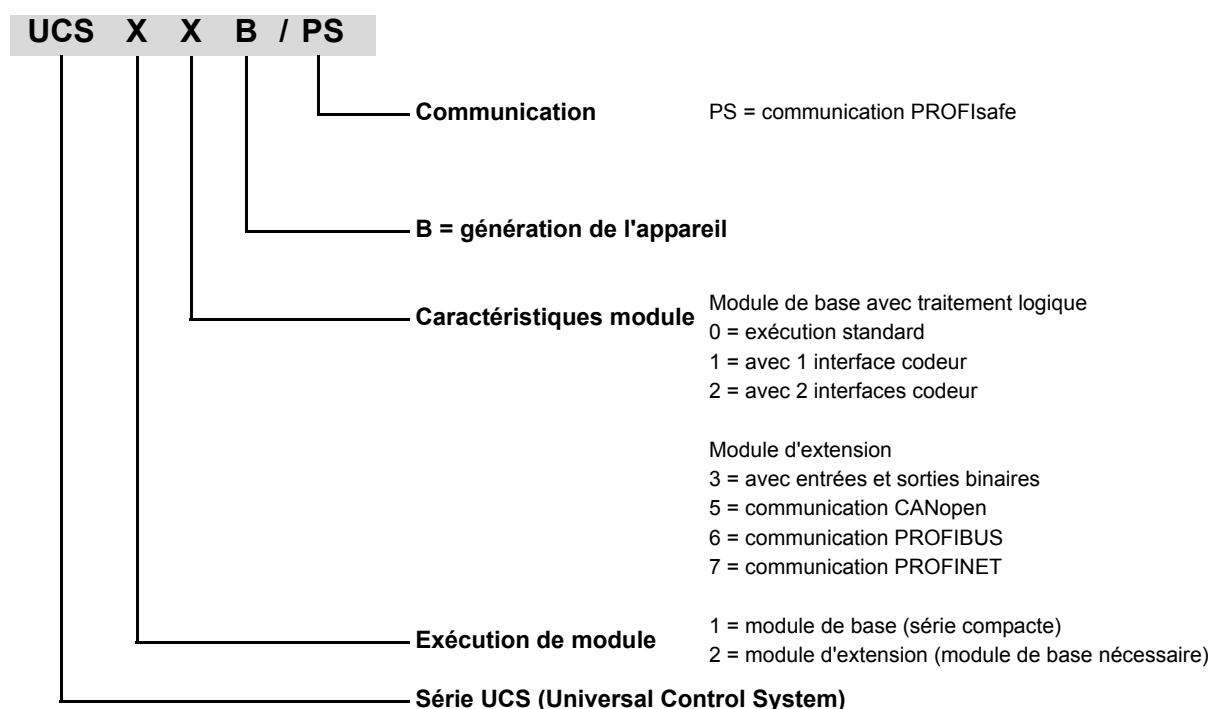 UCS X X B / PS
Communication
PS = communication PROFIsafe
B = génération de l'appareil
Caractéristiques module
Module de base avec traitement logique
0 = exécution standard
1 = avec 1 interface codeur
2 = avec 2 interfaces codeur
Module d'extension
3 = avec entrées et sorties binaires
5 = communication CANopen
6 = communication PROFIBUS
7 = communication PROFINET
Exécution de module
1 = module de base (série compacte)
2 = module d'extension (module de base nécessaire)
Série UCS (Universal Control System)